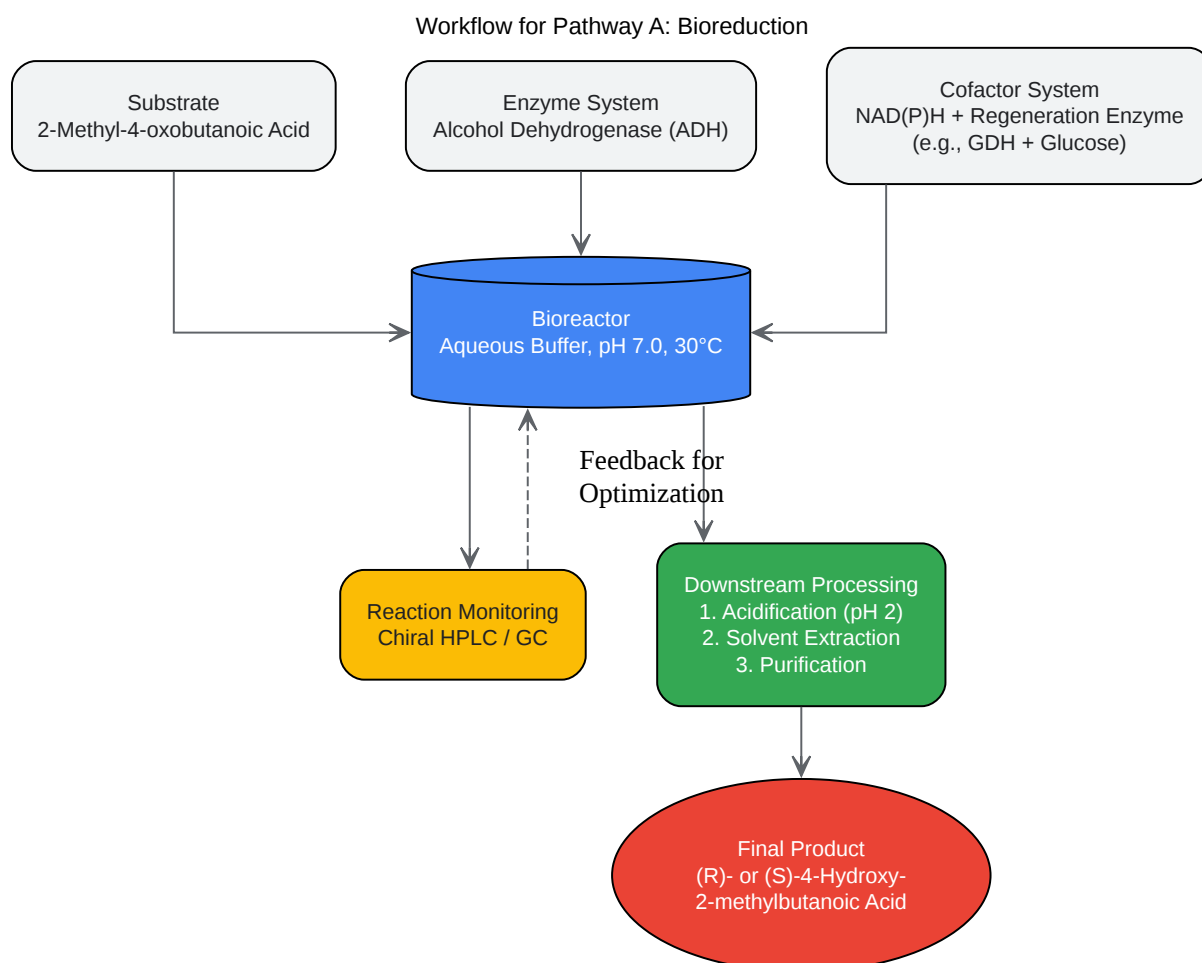 Workflow for Pathway A: Bioreduction
Substrate
2-Methyl-4-oxobutanoic Acid
Enzyme System
Alcohol Dehydrogenase (ADH)
Cofactor System
NAD(P)H + Regeneration Enzyme
(e.g., GDH + Glucose)
Bioreactor
Aqueous Buffer, pH 7.0, 30°C
Feedback for
Optimization
Reaction Monitoring
Chiral HPLC / GC
Downstream Processing
1. Acidification (pH 2)
2. Solvent Extraction
3. Purification
Final Product
(R)- or (S)-4-Hydroxy-
2-methylbutanoic Acid